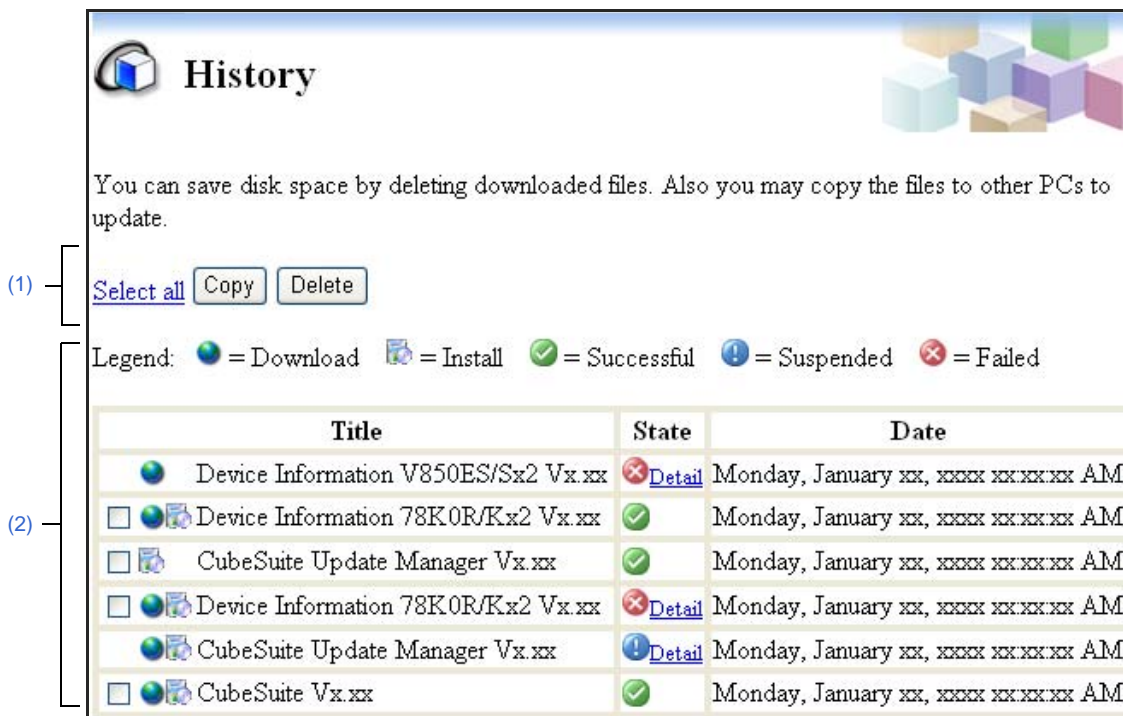 History
You can save disk space by deleting downloaded files. Also you may copy the files to other PCs to
update.
(1)
Select all Copy Delete
(2)
Legend: = Download = Install = Successful = Suspended = Failed
Title State Date
Device Information V850ES/Sx2 Vx.xx Detail Monday, January xx, xxxx xx:xx:xx AM
Device Information 78K0R/Kx2 Vx.xx Monday, January xx, xxxx xx:xx:xx AM
CubeSuite Update Manager Vx.xx Monday, January xx, xxxx xx:xx:xx AM
Device Information 78K0R/Kx2 Vx.xx Detail Monday, January xx, xxxx xx:xx:xx AM
CubeSuite Update Manager Vx.xx Detail Monday, January xx, xxxx xx:xx:xx AM
CubeSuite Vx.xx Monday, January xx, xxxx xx:xx:xx AM